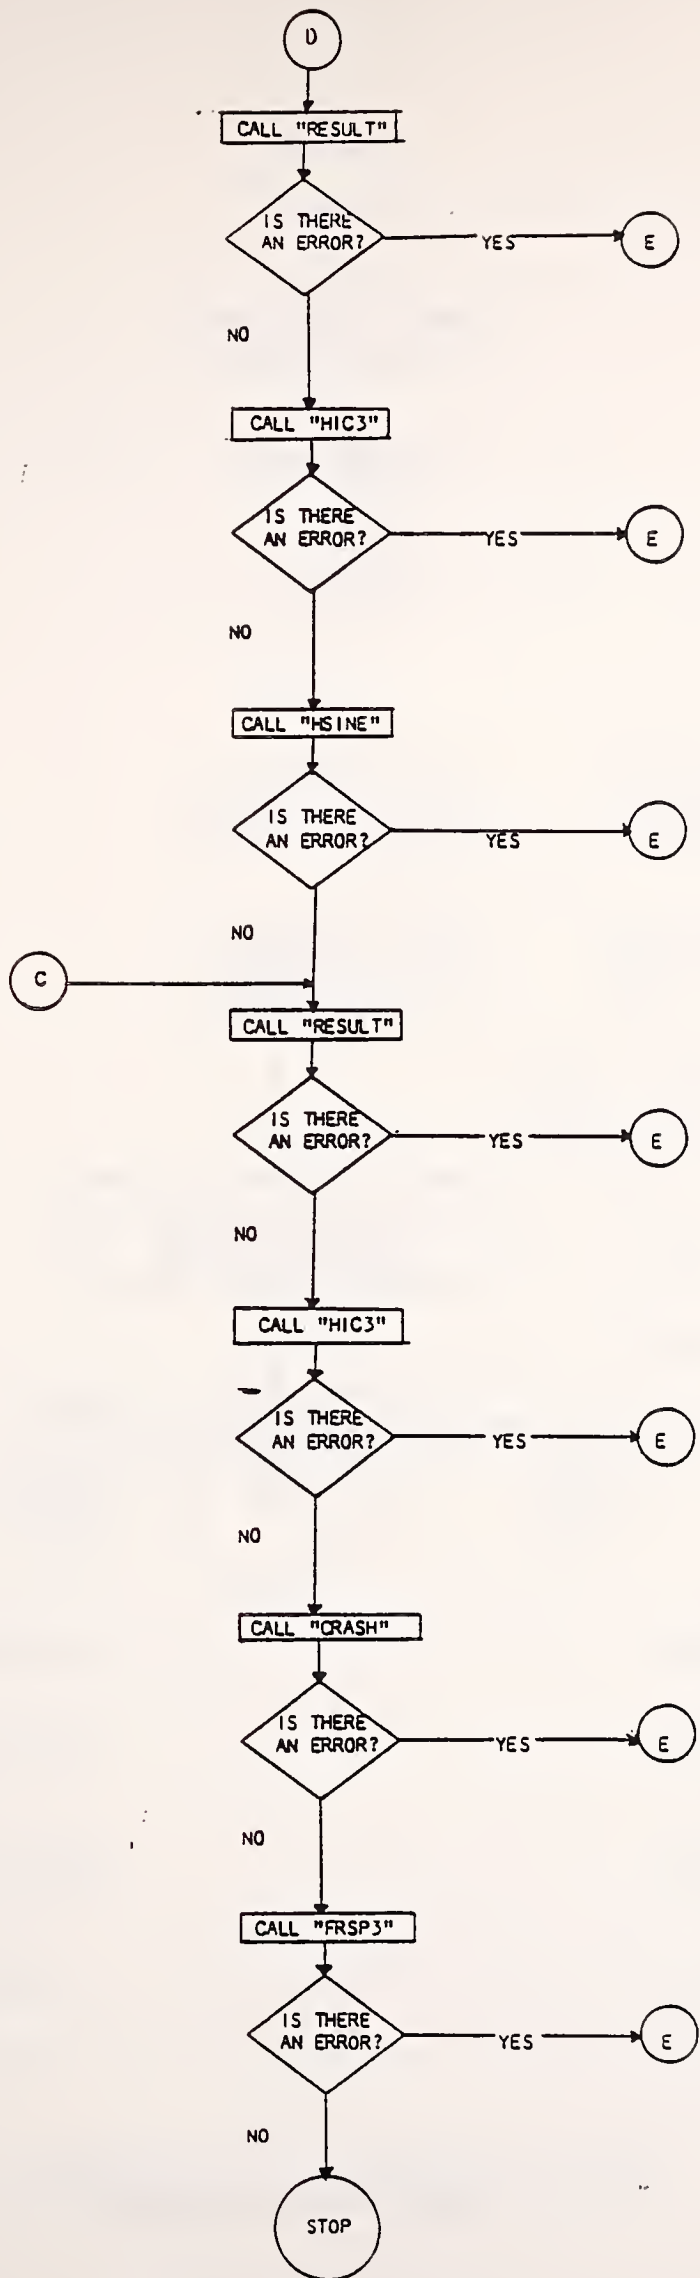 D
CALL "RESULT"
IS THERE
AN ERROR?
YES
E
NO
CALL "HIC3"
IS THERE
AN ERROR?
YES
E
NO
CALL "HSINE"
IS THERE
AN ERROR?
YES
E
NO
C
CALL "RESULT"
IS THERE
AN ERROR?
YES
E
NO
CALL "HIC3"
IS THERE
AN ERROR?
YES
E
NO
CALL "CRASH"
IS THERE
AN ERROR?
YES
E
NO
CALL "FRSP3"
IS THERE
AN ERROR?
YES
E
NO
STOP